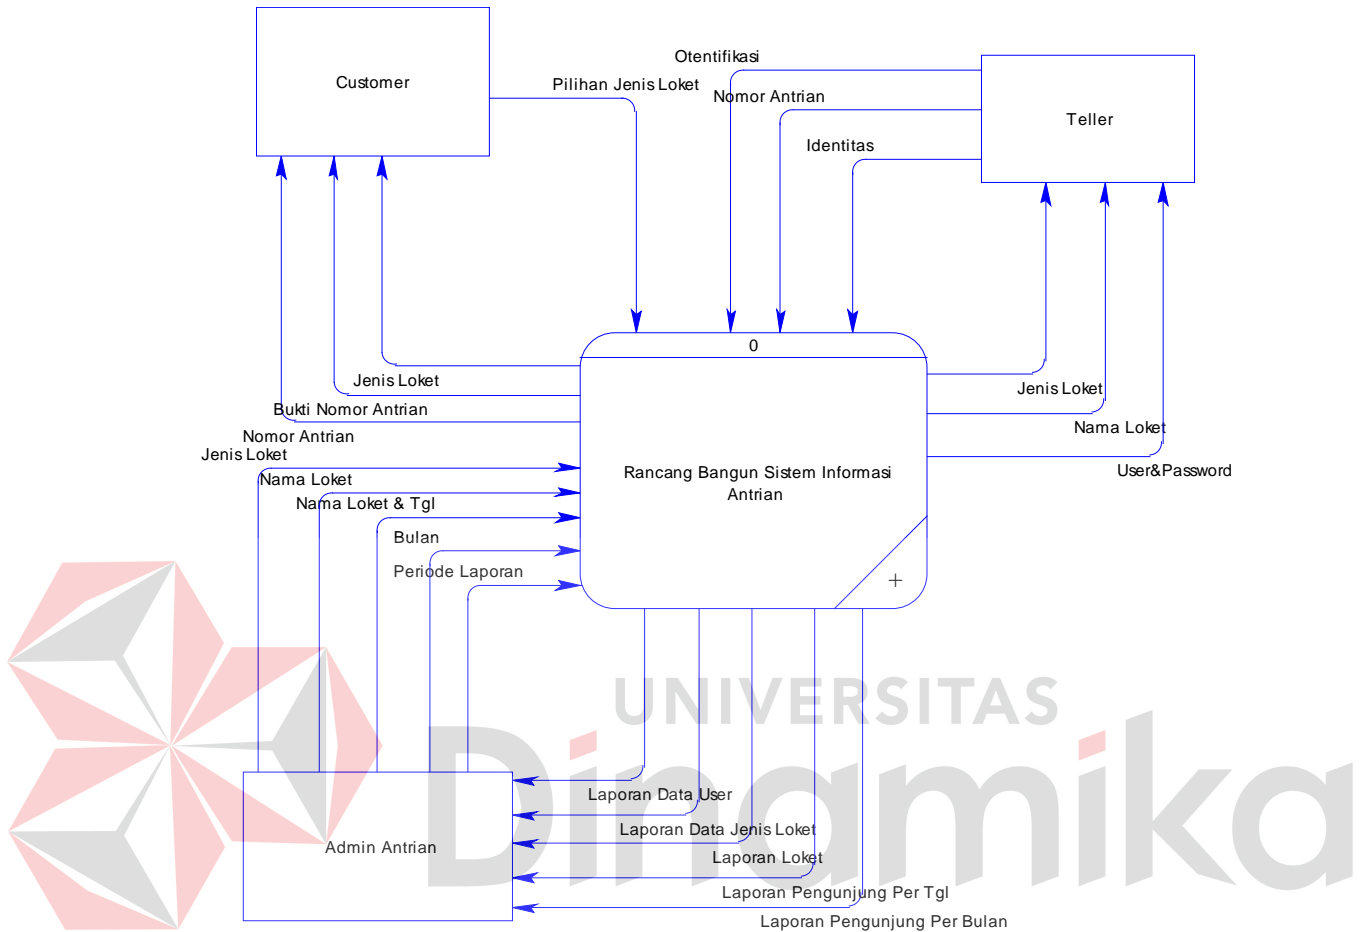 Otentifikasi
Customer
Pilihan Jenis Loket
Nomor Antrian
Teller
Identitas
0
Jenis Loket
Jenis Loket
Bukti Nomor Antrian
Nama Loket
Nomor Antrian
Jenis Loket
User&Password
Rancang Bangun Sistem Informasi
Antrian
Nama Loket
Nama Loket & Tgl
Bulan
Periode Laporan
+
UNIVERSITAS
Dinamika
Laporan Data User
Laporan Data Jenis Loket
Admin Antrian
Laporan Loket
Laporan Pengunjung Per Tgl
Laporan Pengunjung Per Bulan